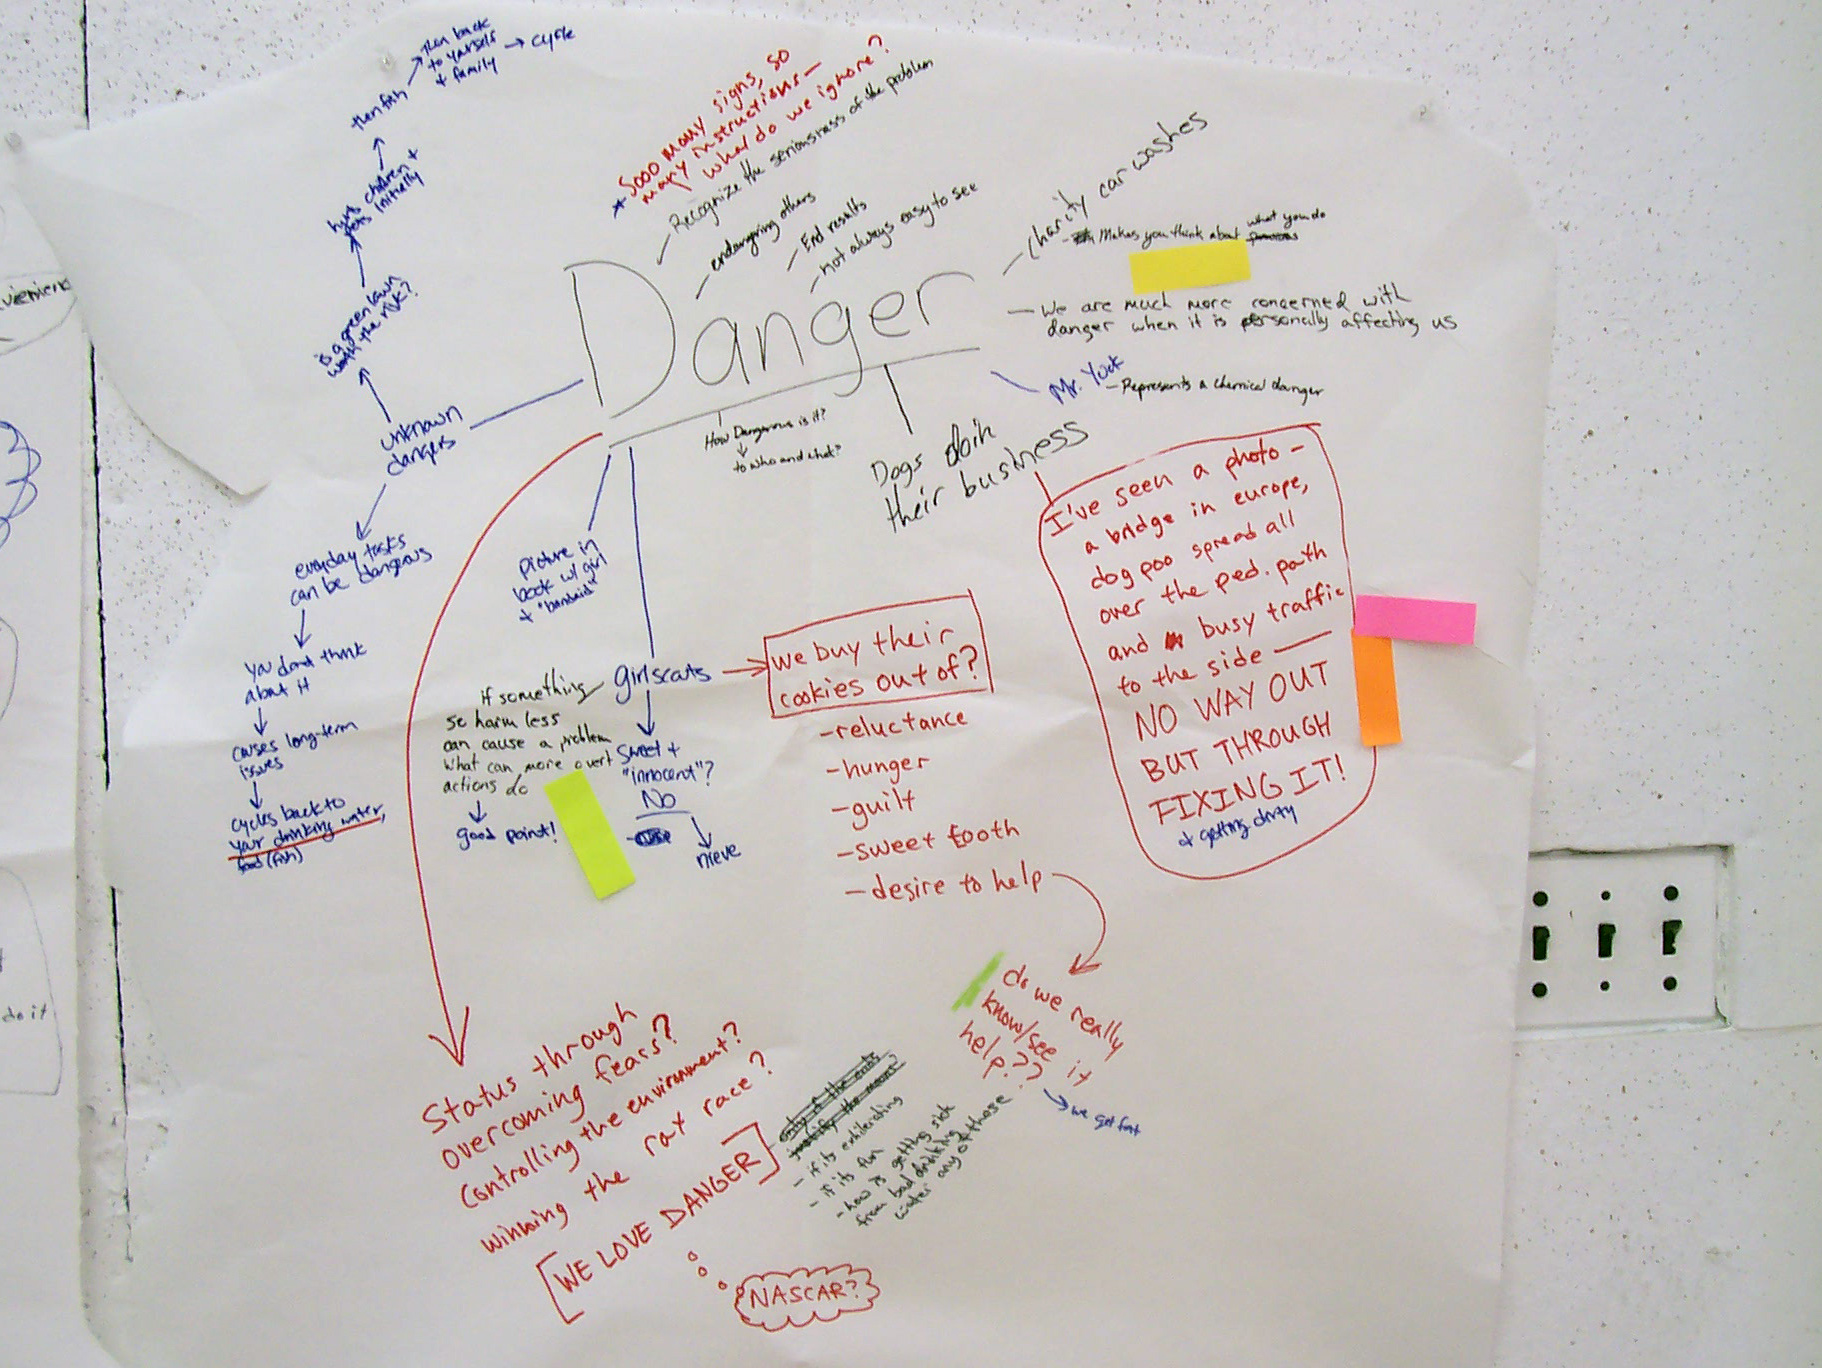 then back
to yourself
+ family
→ cycle
then fish
hurts children +
pets initially
is a green lawn
worth the risk?
unknown
dangers
everyday tasks
can be dangerous
you dont think
about it
causes long-term
issues
cycles back to
your drinking water,
food (fish)
* Sooo many signs, so
many instructions—
what do we ignore?
Recognize the seriousness of the problem
endangering others
End results
not always easy to see
Danger
charity car washes
- Makes you think about what you do
- We are much more concerned with
danger when it is personally affecting us
Mr. Yuck
- Represents a chemical danger
How Dangerous is it?
to who and what?
Dogs doin
their business
I've seen a photo -
a bridge in europe,
dog poo spread all
over the ped. path
and busy traffic
to the side —
NO WAY OUT
BUT THROUGH
FIXING IT!
+ getting dirty
picture in
book w/ girl
+ "bandaid"
girlscats
If something
so harmless
can cause a problem
what can more overt
actions do
good point!
Sweet +
"innocent"?
No
nieve
we buy their
cookies out of?
-reluctance
-hunger
-guilt
-sweet tooth
-desire to help
do we really
know/see it
help??
we get fat
Status through
overcoming fears?
Controlling the environment?
winning the rat race?
[WE LOVE DANGER]
only if the ends
justify the means
- if its exhilerating
- if its fun
- how is getting sick
from bad drinking
water any of those
NASCAR?
vienient
do it